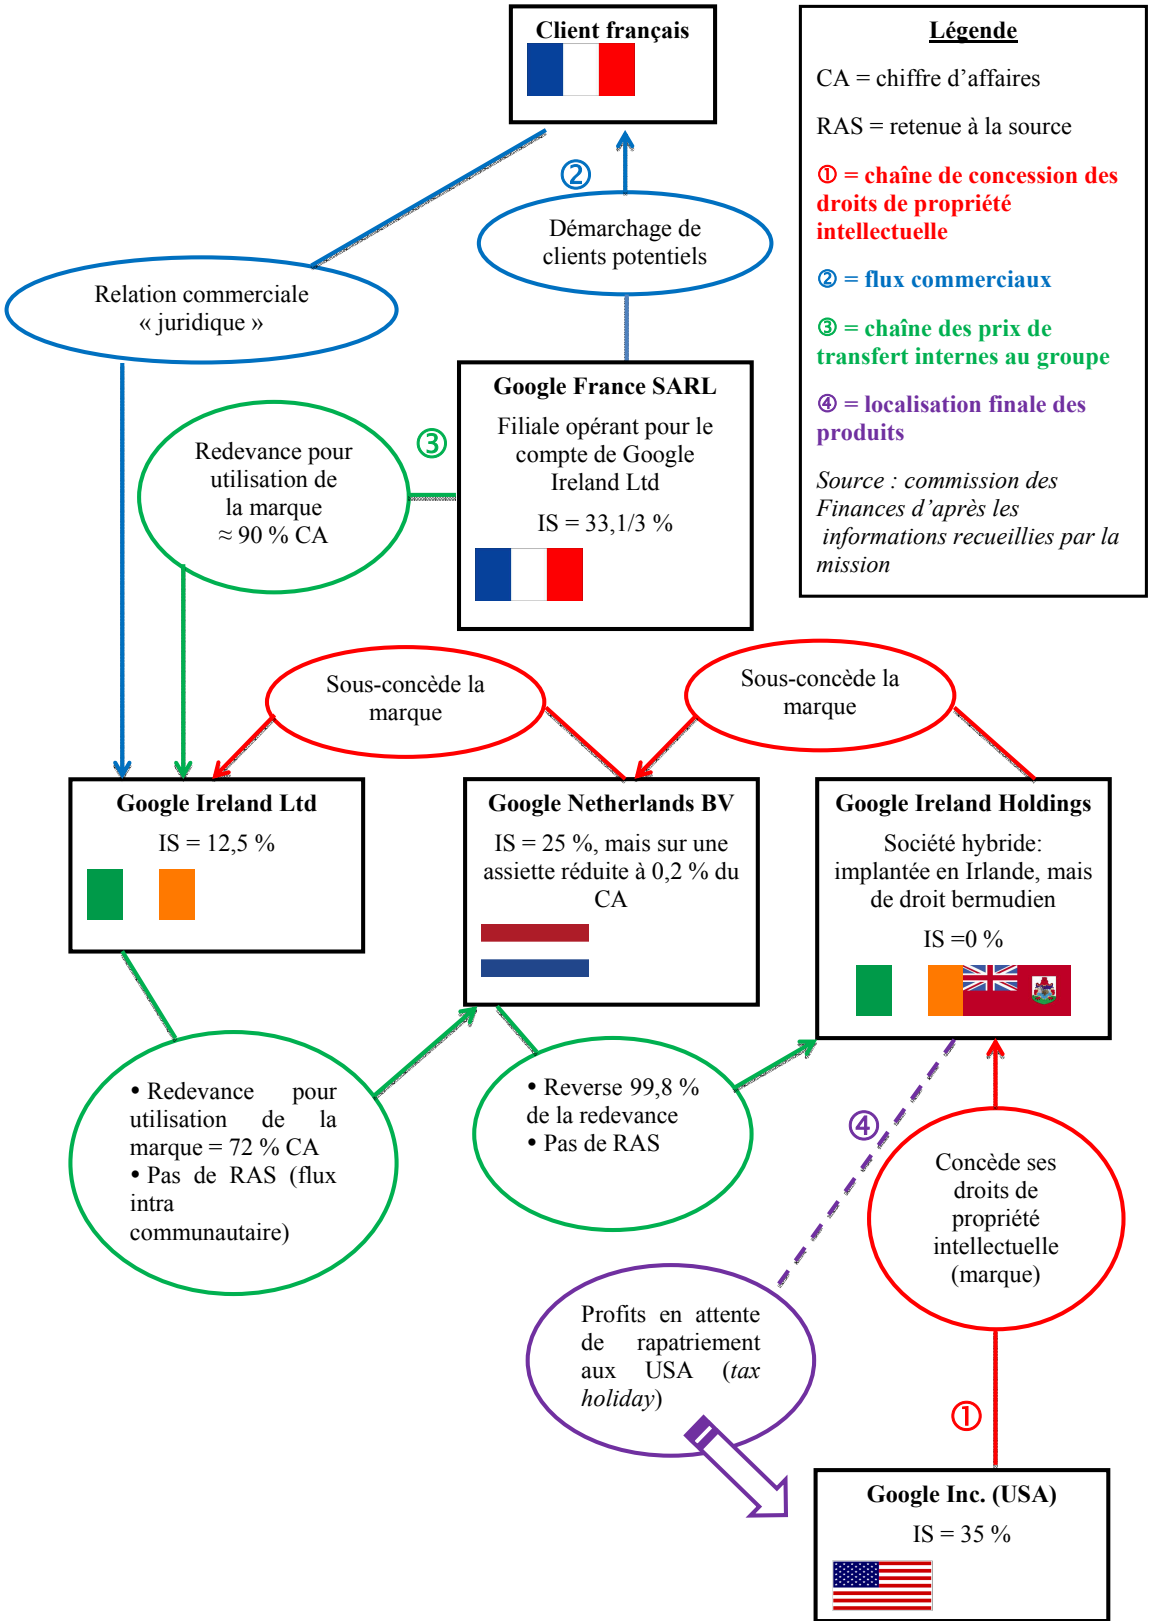 Client français
Légende
CA = chiffre d'affaires
RAS = retenue à la source
① = chaîne de concession des
droits de propriété
intellectuelle
② = flux commerciaux
③ = chaîne des prix de
transfert internes au groupe
④ = localisation finale des
produits
Source : commission des
Finances d'après les
informations recueillies par la
mission
②
Démarchage de
clients potentiels
Relation commerciale
« juridique »
Google France SARL
Filiale opérant pour le
compte de Google
Ireland Ltd
IS = 33,1/3 %
③
Redevance pour
utilisation de
la marque
≈ 90 % CA
Sous-concède la
marque
Sous-concède la
marque
Google Ireland Ltd
IS = 12,5 %
Google Netherlands BV
IS = 25 %, mais sur une
assiette réduite à 0,2 % du
CA
Google Ireland Holdings
Société hybride:
implantée en Irlande, mais
de droit bermudien
IS =0 %
• Redevance pour
utilisation de la
marque = 72 % CA
• Pas de RAS (flux
intra
communautaire)
• Reverse 99,8 %
de la redevance
• Pas de RAS
④
Concède ses
droits de
propriété
intellectuelle
(marque)
Profits en attente
de rapatriement
aux USA (tax
holiday)
①
Google Inc. (USA)
IS = 35 %